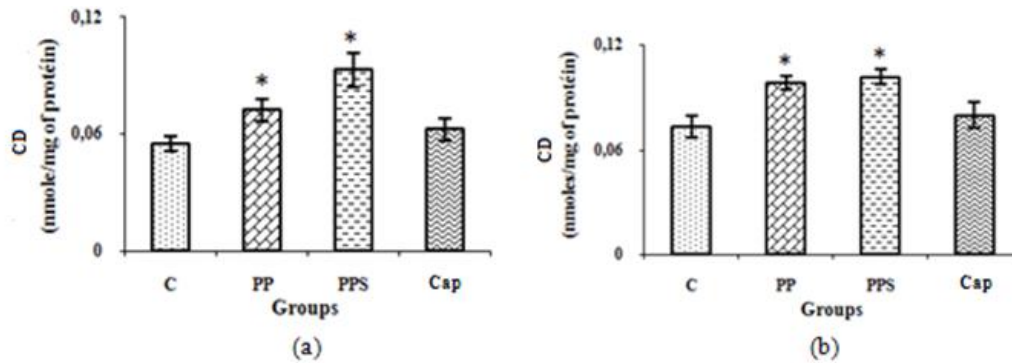 0,12
0,06
0
CD
(nmole/mg of protéin)
*
*
C PP PPS Cap
Groups
(a)
0,12
0,06
0
CD
(nmoles/mg of protéin)
*
*
C PP PPS Cap
Groups
(b)